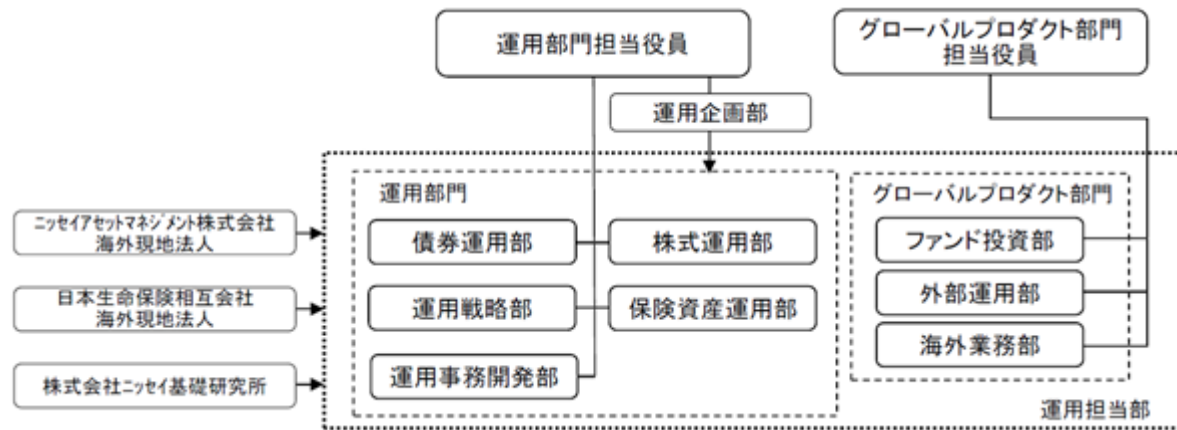 運用部門担当役員
グローバルプロダクト部門
担当役員
運用企画部
運用部門
グローバルプロダクト部門
ニッセイアセットマネジメント株式会社
海外現地法人
債券運用部
株式運用部
ファンド投資部
日本生命保険相互会社
海外現地法人
運用戦略部
保険資産運用部
外部運用部
海外業務部
株式会社ニッセイ基礎研究所
運用事務開発部
運用担当部